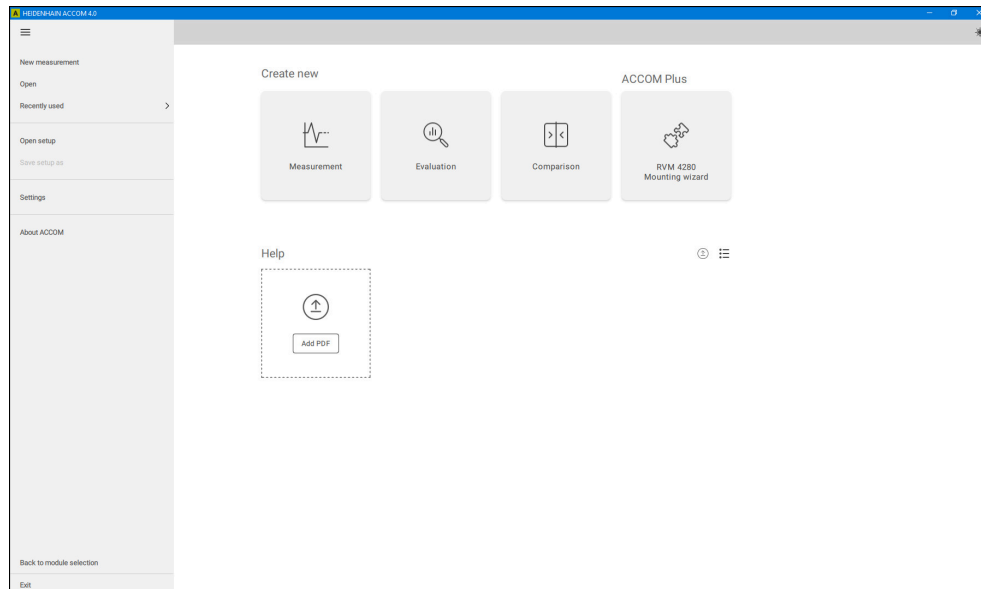 HEIDENHAIN ACCOM 4.0
New measurement
Open
Recently used
Open setup
Save setup as
Settings
About ACCOM
Back to module selection
Exit
Create new
ACCOM Plus
Measurement
Evaluation
Comparison
RVM 4280
Mounting wizard
Help
Add PDF